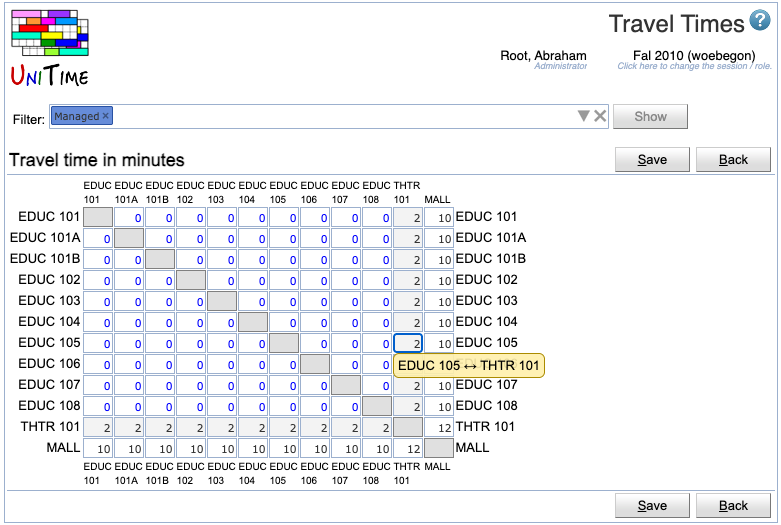 Travel Times ?
Root, Abraham Fal 2010 (woebegon)
Administrator Click here to change the session / role.
UNITIME
Filter: Managed × Show
Travel time in minutes Save Back
EDUC EDUC EDUC EDUC EDUC EDUC EDUC EDUC EDUC EDUC THTR
101 101A 101B 102 103 104 105 106 107 108 101 MALL
EDUC 101 0 0 0 0 0 0 0 0 0 2 10 EDUC 101
EDUC 101A 0 0 0 0 0 0 0 0 0 2 10 EDUC 101A
EDUC 101B 0 0 0 0 0 0 0 0 0 2 10 EDUC 101B
EDUC 102 0 0 0 0 0 0 0 0 0 2 10 EDUC 102
EDUC 103 0 0 0 0 0 0 0 0 0 2 10 EDUC 103
EDUC 104 0 0 0 0 0 0 0 0 0 2 10 EDUC 104
EDUC 105 0 0 0 0 0 0 0 0 0 2 10 EDUC 105
EDUC 106 0 0 0 0 0 0 0 0 0 EDUC 105 ↔ THTR 101
EDUC 107 0 0 0 0 0 0 0 0 0 2 10 EDUC 107
EDUC 108 0 0 0 0 0 0 0 0 0 2 10 EDUC 108
THTR 101 2 2 2 2 2 2 2 2 2 2 12 THTR 101
MALL 10 10 10 10 10 10 10 10 10 10 12 MALL
EDUC EDUC EDUC EDUC EDUC EDUC EDUC EDUC EDUC EDUC THTR MALL
101 101A 101B 102 103 104 105 106 107 108 101
Save Back